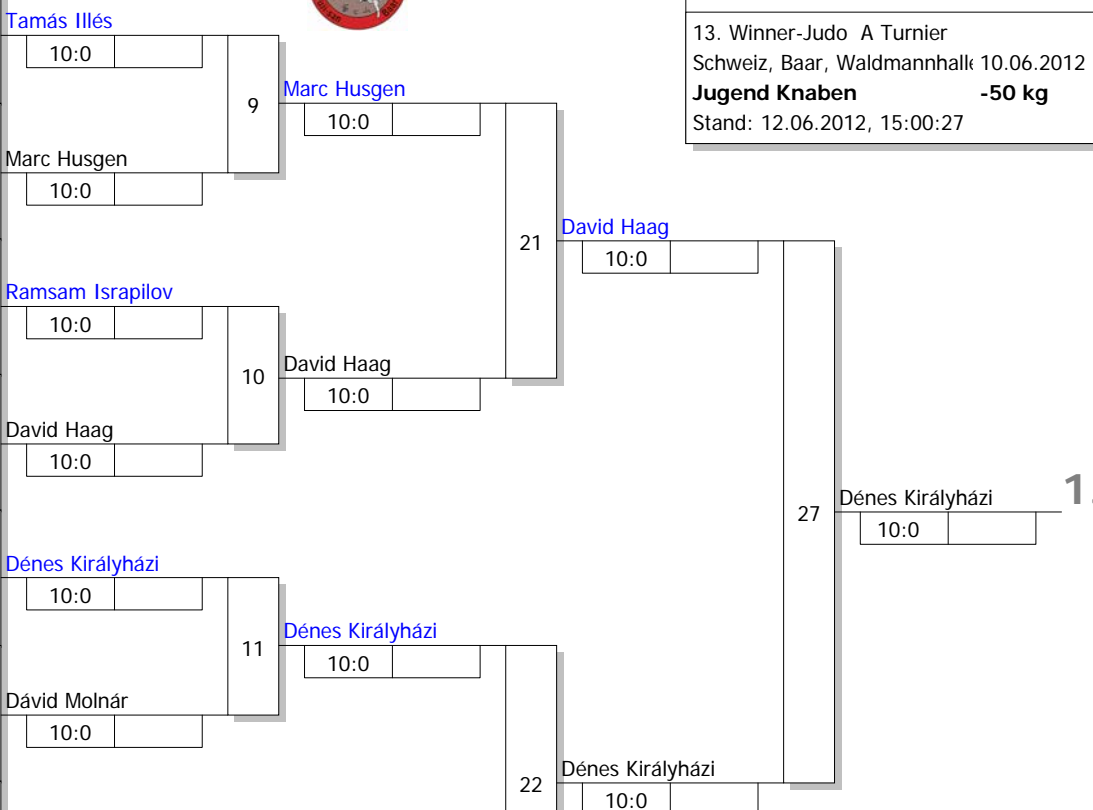 Tamás Illés
10:0
13. Winner-Judo A Turnier
Schweiz, Baar, Waldmannhalle 10.06.2012
Jugend Knaben -50 kg
Stand: 12.06.2012, 15:00:27
9
Marc Husgen
10:0
Marc Husgen
10:0
21
David Haag
10:0
Ramsam Israpilov
10:0
10
David Haag
10:0
David Haag
10:0
27
Dénes Királyházi
1.
10:0
Dénes Királyházi
10:0
11
Dénes Királyházi
10:0
Dávid Molnár
10:0
22
Dénes Királyházi
10:0